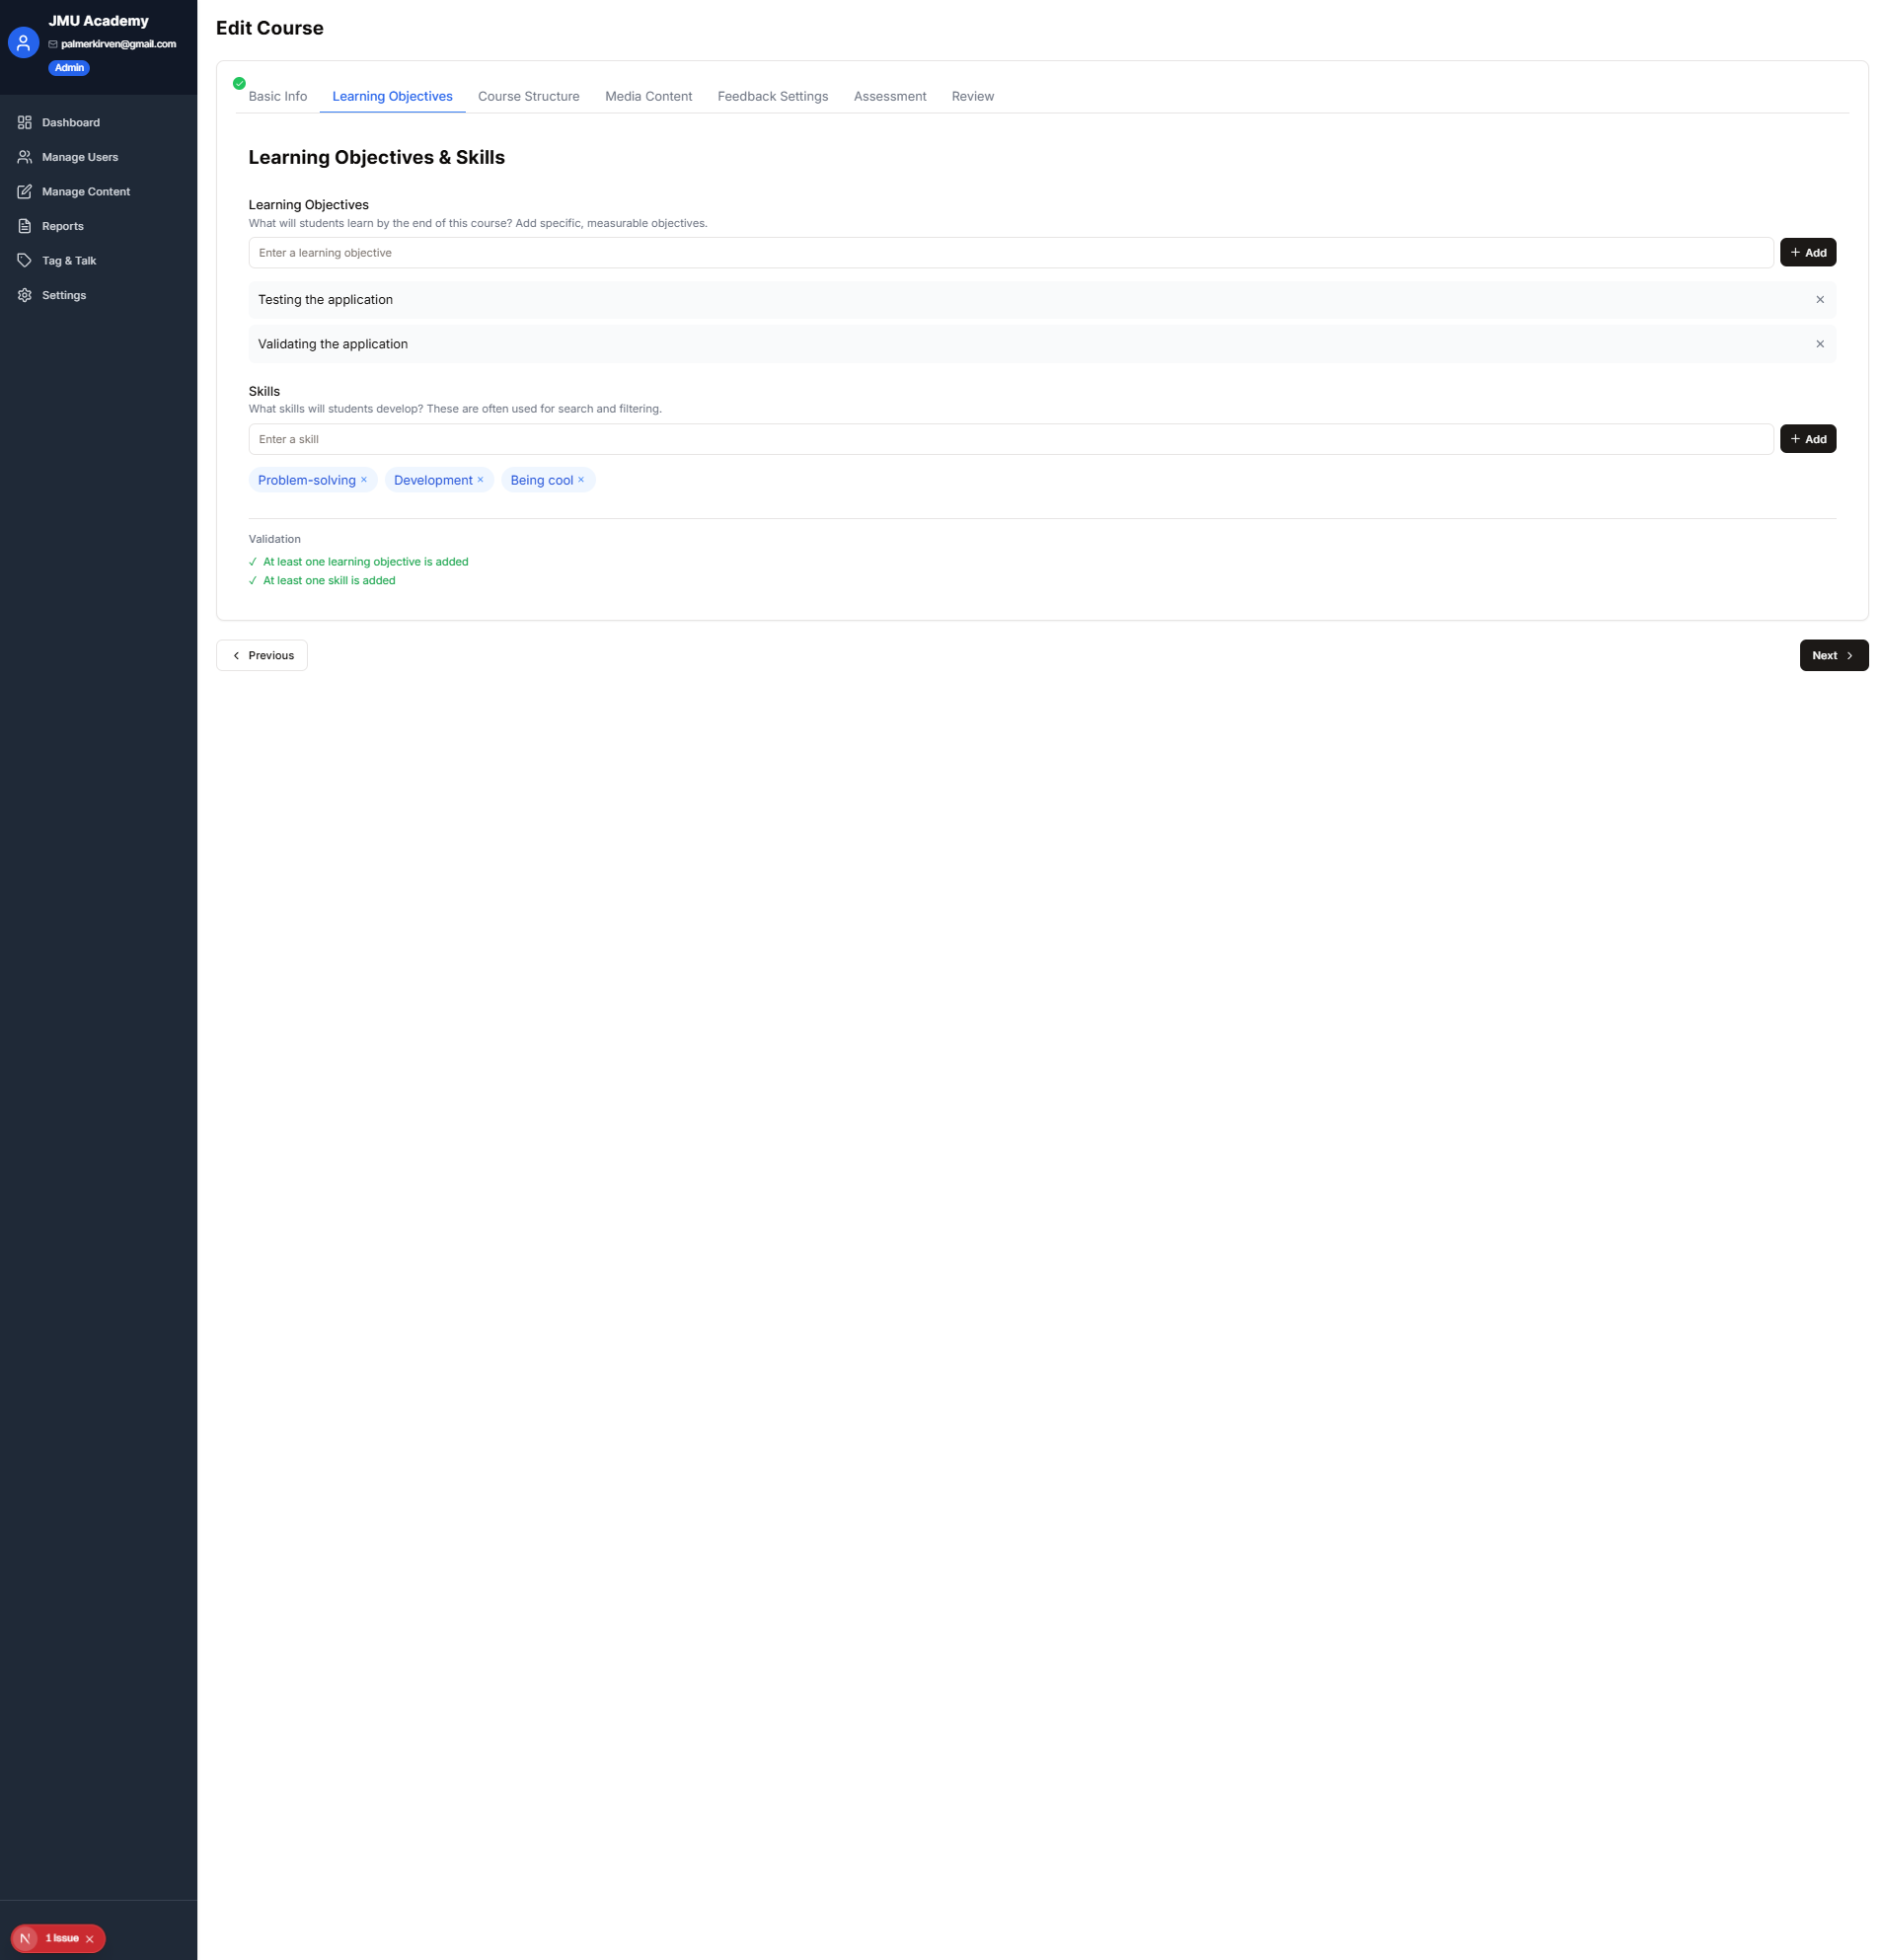 JMU Academy
palmerkirven@gmail.com
Admin
Dashboard
Manage Users
Manage Content
Reports
Tag & Talk
Settings
1 Issue
Edit Course
Basic Info Learning Objectives Course Structure Media Content Feedback Settings Assessment Review
Learning Objectives & Skills
Learning Objectives
What will students learn by the end of this course? Add specific, measurable objectives.
Enter a learning objective
+ Add
Testing the application ×
Validating the application ×
Skills
What skills will students develop? These are often used for search and filtering.
Enter a skill
+ Add
Problem-solving × Development × Being cool ×
Validation
✓ At least one learning objective is added
✓ At least one skill is added
Previous
Next